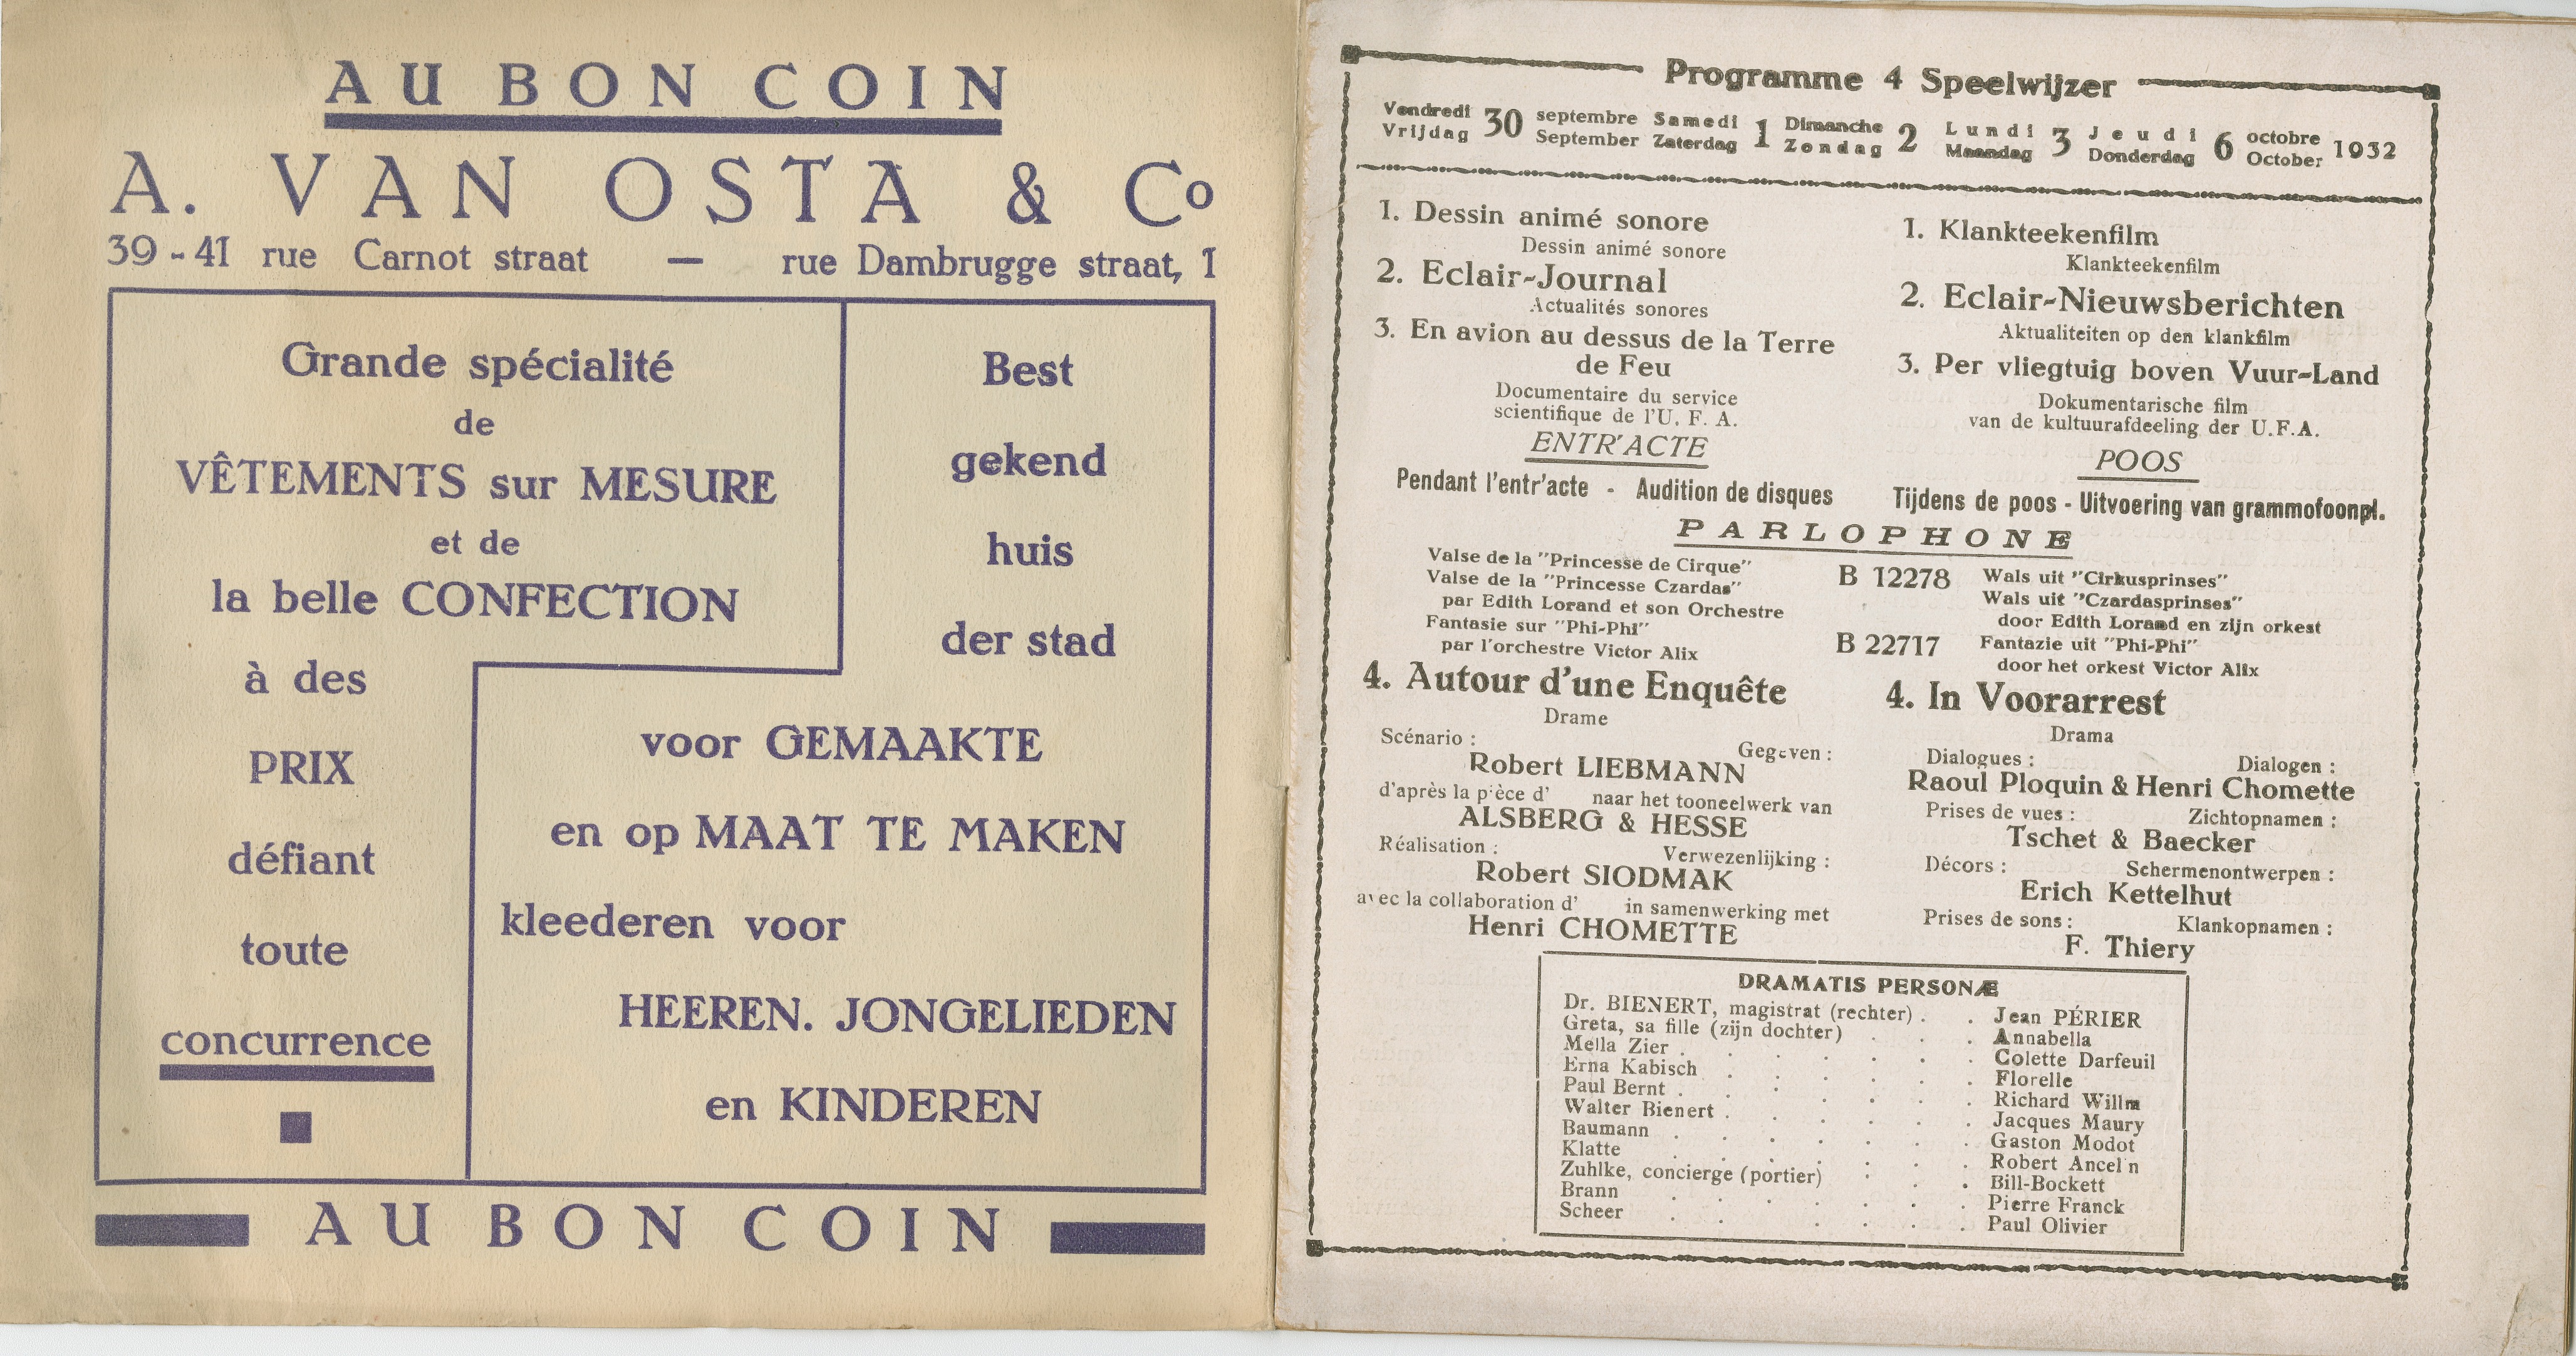 AU BON COIN
A. VAN OSTA & Co
39-41 rue Carnot straat — rue Dambrugge straat, 1
Grande spécialité
de
VÊTEMENTS sur MESURE
et de
la belle CONFECTION
à des
PRIX
défiant
toute
concurrence
Best
gekend
huis
der stad
voor GEMAAKTE
en op MAAT TE MAKEN
kleederen voor
HEEREN. JONGELIEDEN
en KINDEREN
AU BON COIN
Programme 4 Speelwijzer
Vendredi 30 septembre Samedi 1 Dimanche 2 Lundi 3 Jeudi 6 octobre 1932
Vrijdag September Zaterdag Zondag Maandag Donderdag October
1. Dessin animé sonore
Dessin animé sonore
2. Eclair-Journal
Actualités sonores
3. En avion au dessus de la Terre
de Feu
Documentaire du service
scientifique de l'U. F. A.
ENTR'ACTE
Pendant l'entr'acte - Audition de disques
1. Klankteekenfilm
Klankteekenfilm
2. Eclair-Nieuwsberichten
Aktualiteiten op den klankfilm
3. Per vliegtuig boven Vuur-Land
Dokumentarische film
van de kultuurafdeeling der U.F.A.
POOS
Tijdens de poos - Uitvoering van grammofoonpl.
PARLOPHONE
Valse de la "Princesse de Cirque"
Valse de la "Princesse Czardas"
par Edith Lorand et son Orchestre
Fantasie sur "Phi-Phi"
par l'orchestre Victor Alix
B 12278
B 22717
Wals uit "Cirkusprinses"
Wals uit "Czardasprinses"
door Edith Lorand en zijn orkest
Fantazie uit "Phi-Phi"
door het orkest Victor Alix
4. Autour d'une Enquête
Drame
Scénario : Gegeven :
Robert LIEBMANN
d'après la pièce d' naar het tooneelwerk van
ALSBERG & HESSE
Réalisation : Verwezenlijking :
Robert SIODMAK
avec la collaboration d' in samenwerking met
Henri CHOMETTE
4. In Voorarrest
Drama
Dialogues : Dialogen :
Raoul Ploquin & Henri Chomette
Prises de vues : Zichtopnamen :
Tschet & Baecker
Décors : Schermenontwerpen :
Erich Kettelhut
Prises de sons : Klankopnamen :
F. Thiery
DRAMATIS PERSONÆ
Dr. BIENERT, magistrat (rechter) . . Jean PÉRIER
Greta, sa fille (zijn dochter) . . . Annabella
Mella Zier . . . . . . . Colette Darfeuil
Erna Kabisch . . . . . . Florelle
Paul Bernt . . . . . . . Richard Willm
Walter Bienert . . . . . . Jacques Maury
Baumann . . . . . . . Gaston Modot
Klatte . . . . . . . Robert Ancelin
Zuhlke, concierge (portier) . . . Bill-Bockett
Brann . . . . . . . Pierre Franck
Scheer . . . . . . . Paul Olivier